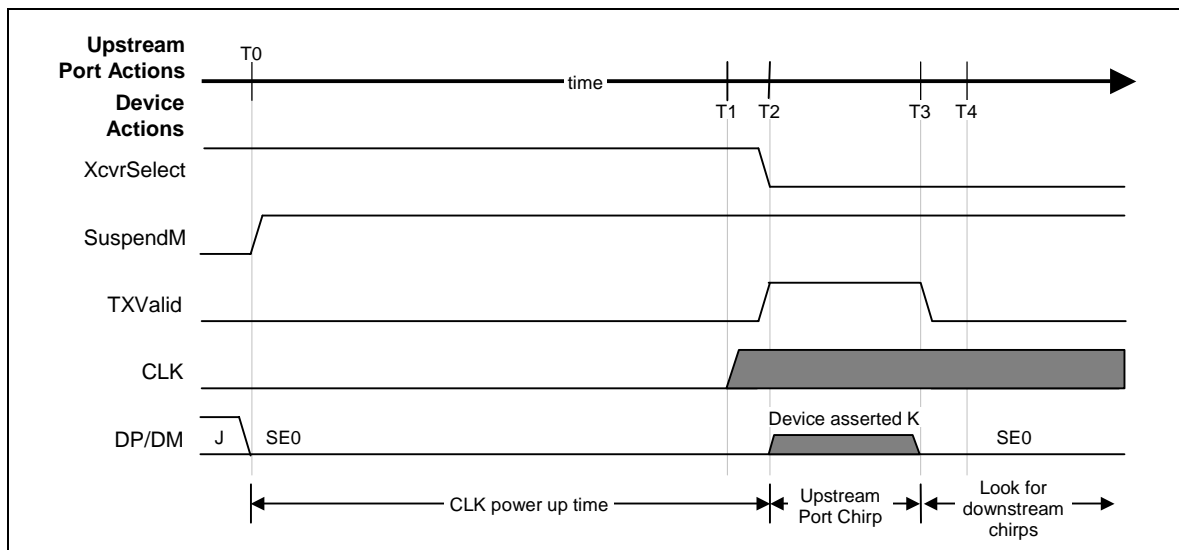 Upstream
Port Actions
T0
time
Device
Actions
T1
T2
T3
T4
XcvrSelect
SuspendM
TXValid
CLK
Device asserted K
DP/DM
J
SE0
SE0
CLK power up time
Upstream
Port Chirp
Look for
downstream
chirps